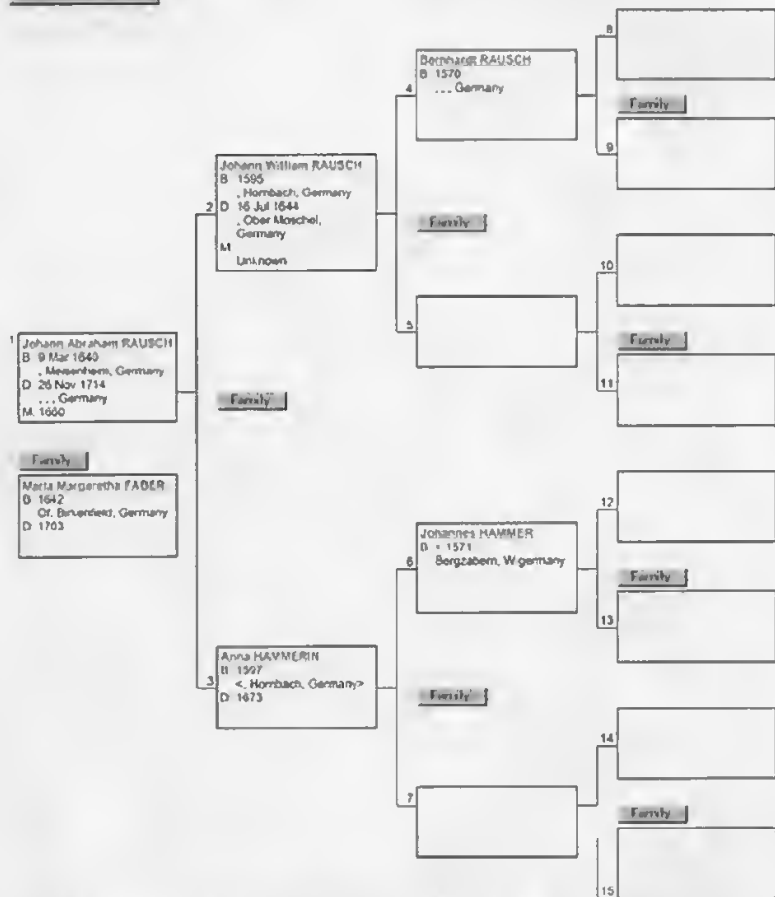 1
Johann Abraham RAUSCH
B 9 Mar 1640
, Meisenheim, Germany
D 26 Nov 1714
, , , Germany
M. 1660
Family
Maria Margaretha FABER
B 1642
Of, Birkenfield, Germany
D 1703
2
Johann William RAUSCH
B 1595
, Hornbach, Germany
D 16 Jul 1644
, Ober Moschel,
Germany
M
Unknown
Family
3
Anna HAMMERIN
B 1597
<, Hornbach, Germany>
D 1673
4
Bernhardt RAUSCH
B 1570
, , , Germany
Family
5
6
Johannes HAMMER
B 1571
Bergzabern, W germany
Family
7
8
Family
9
10
Family
11
12
Family
13
14
Family
15